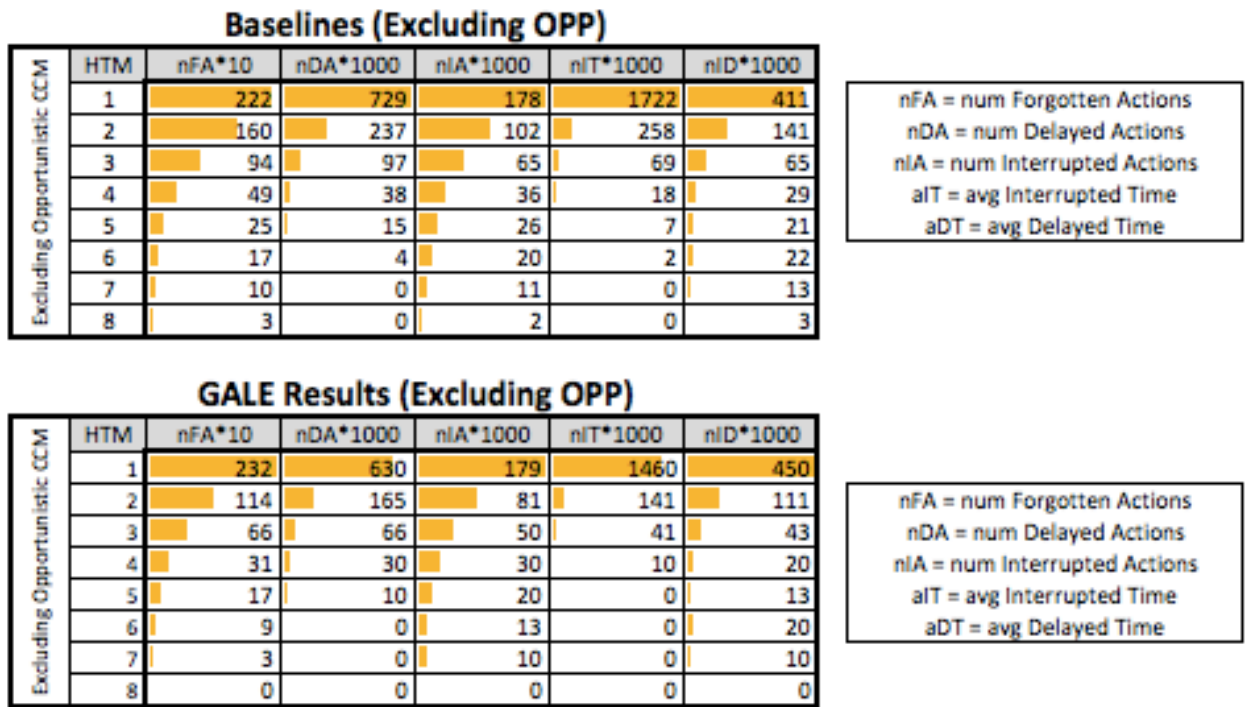 Baselines (Excluding OPP)
Excluding Opportunistic CCM
HTM nFA*10 nDA*1000 nIA*1000 nIT*1000 nID*1000
1 222 729 178 1722 411
2 160 237 102 258 141
3 94 97 65 69 65
4 49 38 36 18 29
5 25 15 26 7 21
6 17 4 20 2 22
7 10 0 11 0 13
8 3 0 2 0 3
nFA = num Forgotten Actions
nDA = num Delayed Actions
nIA = num Interrupted Actions
aIT = avg Interrupted Time
aDT = avg Delayed Time
GALE Results (Excluding OPP)
Excluding Opportunistic CCM
HTM nFA*10 nDA*1000 nIA*1000 nIT*1000 nID*1000
1 232 630 179 1460 450
2 114 165 81 141 111
3 66 66 50 41 43
4 31 30 30 10 20
5 17 10 20 0 13
6 9 0 13 0 20
7 3 0 10 0 10
8 0 0 0 0 0
nFA = num Forgotten Actions
nDA = num Delayed Actions
nIA = num Interrupted Actions
aIT = avg Interrupted Time
aDT = avg Delayed Time